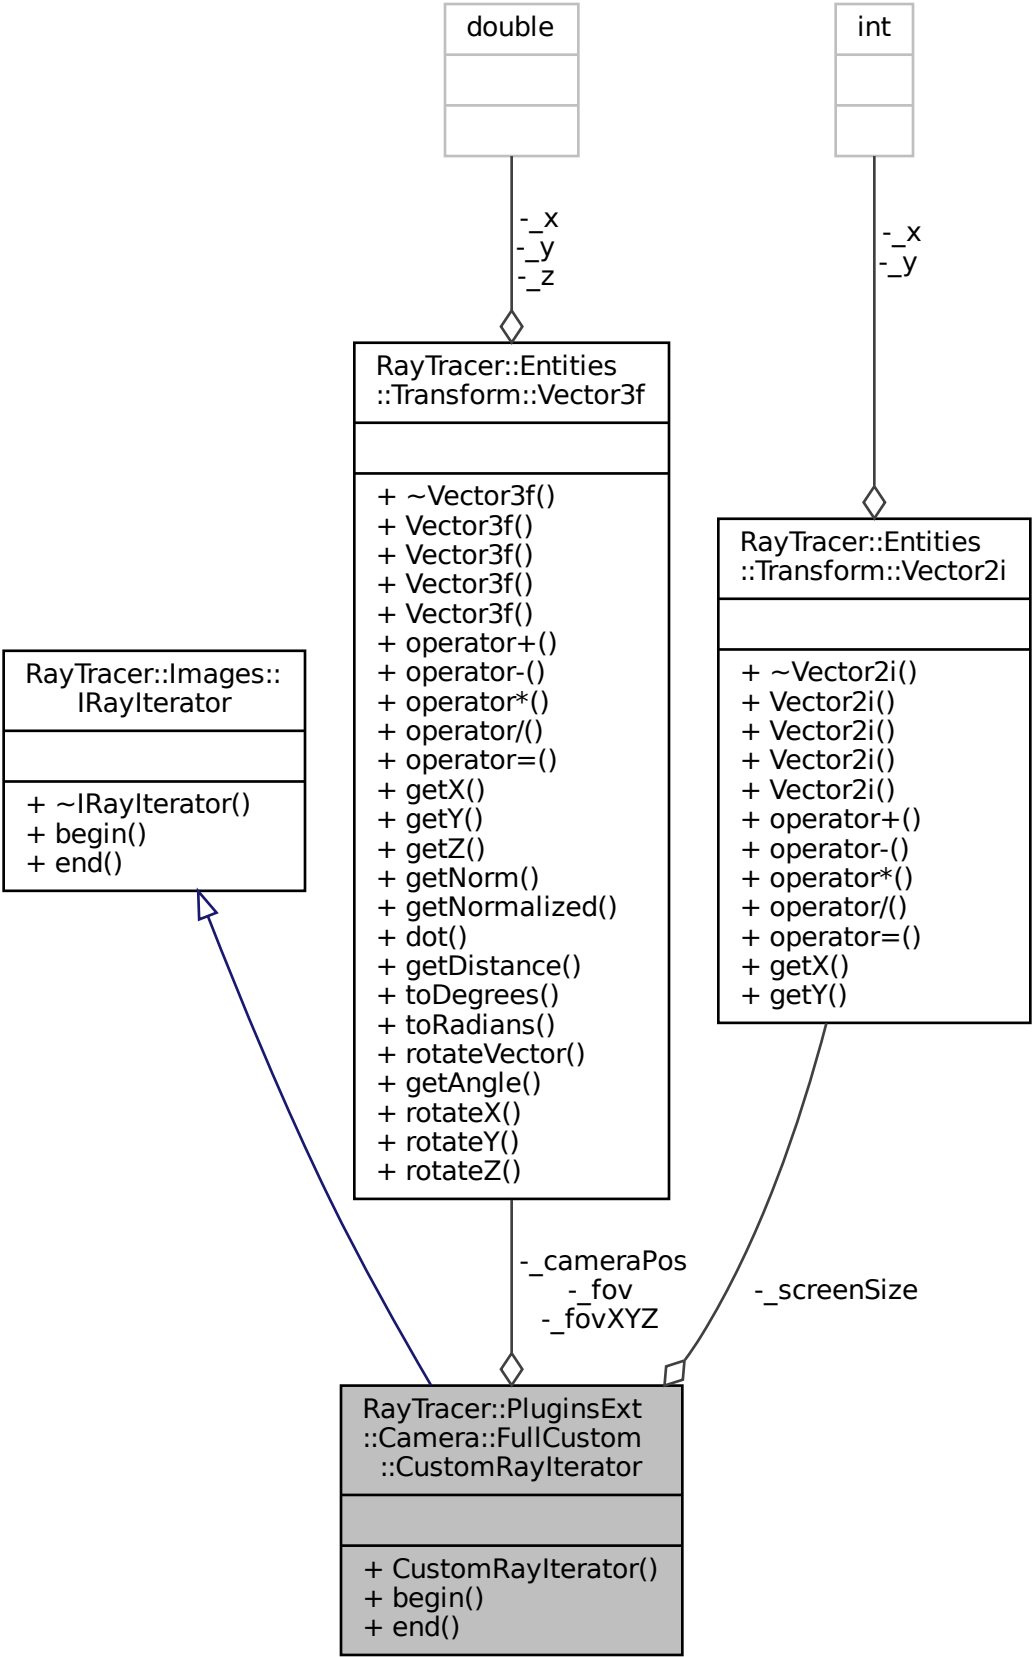 double
int
-_x
-_y
-_z
-_x
-_y
RayTracer::Entities
::Transform::Vector3f
+ ~Vector3f()
+ Vector3f()
+ Vector3f()
+ Vector3f()
+ Vector3f()
+ operator+()
+ operator-()
+ operator*()
+ operator/()
+ operator=()
+ getX()
+ getY()
+ getZ()
+ getNorm()
+ getNormalized()
+ dot()
+ getDistance()
+ toDegrees()
+ toRadians()
+ rotateVector()
+ getAngle()
+ rotateX()
+ rotateY()
+ rotateZ()
RayTracer::Entities
::Transform::Vector2i
+ ~Vector2i()
+ Vector2i()
+ Vector2i()
+ Vector2i()
+ Vector2i()
+ operator+()
+ operator-()
+ operator*()
+ operator/()
+ operator=()
+ getX()
+ getY()
RayTracer::Images::
IRayIterator
+ ~IRayIterator()
+ begin()
+ end()
-_cameraPos
-_fov
-_fovXYZ
-_screenSize
RayTracer::PluginsExt
::Camera::FullCustom
::CustomRayIterator
+ CustomRayIterator()
+ begin()
+ end()